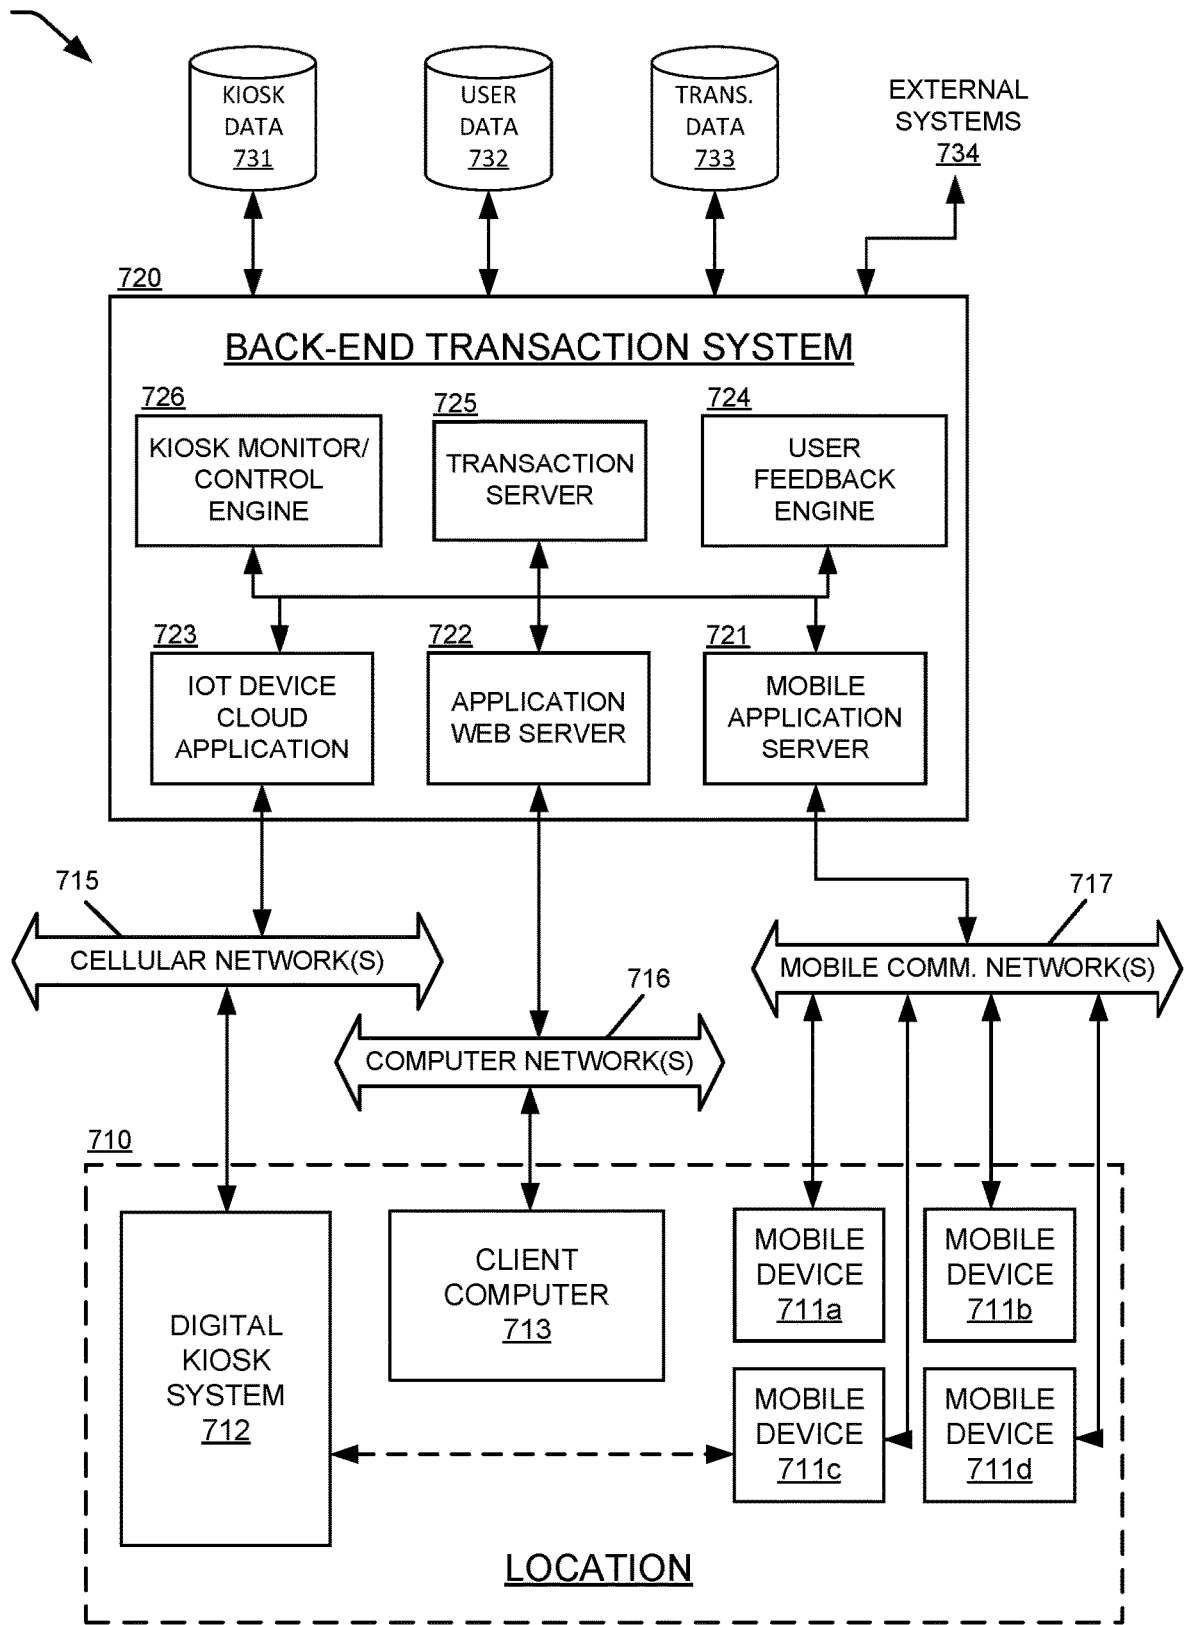 KIOSK
DATA
731
USER
DATA
732
TRANS.
DATA
733
EXTERNAL
SYSTEMS
734
720
BACK-END TRANSACTION SYSTEM
726
KIOSK MONITOR/
CONTROL
ENGINE
725
TRANSACTION
SERVER
724
USER
FEEDBACK
ENGINE
723
IOT DEVICE
CLOUD
APPLICATION
722
APPLICATION
WEB SERVER
721
MOBILE
APPLICATION
SERVER
715
CELLULAR NETWORK(S)
716
COMPUTER NETWORK(S)
717
MOBILE COMM. NETWORK(S)
710
DIGITAL
KIOSK
SYSTEM
712
CLIENT
COMPUTER
713
MOBILE
DEVICE
711a
MOBILE
DEVICE
711b
MOBILE
DEVICE
711c
MOBILE
DEVICE
711d
LOCATION